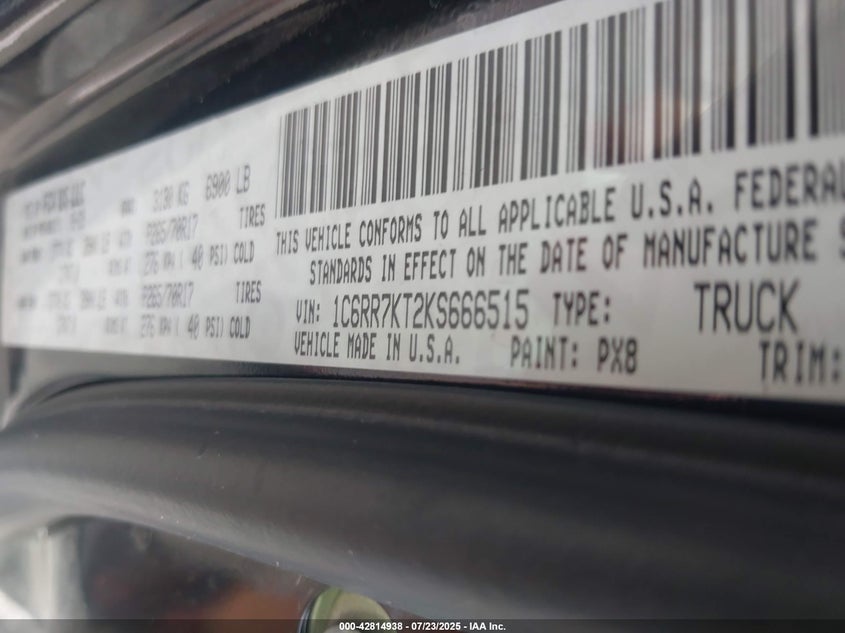 3130 KG 6900 LB
P265/70R17 TIRES
276 KPA ( 40 PSI) COLD
P265/70R17 TIRES
276 KPA ( 40 PSI) COLD
THIS VEHICLE CONFORMS TO ALL APPLICABLE U.S.A. FEDERAL
STANDARDS IN EFFECT ON THE DATE OF MANUFACTURE S
VIN: 1C6RR7KT2KS666515 TYPE: TRUCK
VEHICLE MADE IN U.S.A. PAINT: PX8 TRIM:
000-42814938 - 07/23/2025 - IAA Inc.